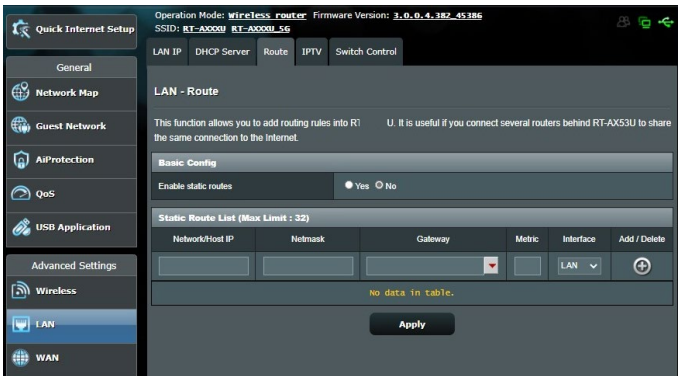 Operation Mode: Wireless router Firmware Version: 3.0.0.4.382_45386
SSID: RT-AXXXU RT-AXXXU_5G
Quick Internet Setup
General
Network Map
Guest Network
AiProtection
QoS
USB Application
Advanced Settings
Wireless
LAN
WAN
LAN IP DHCP Server Route IPTV Switch Control
LAN - Route
This function allows you to add routing rules into RT U. It is useful if you connect several routers behind RT-AX53U to share
the same connection to the Internet.
Basic Config
Enable static routes Yes No
Static Route List (Max Limit : 32)
Network/Host IP Netmask Gateway Metric Interface Add / Delete
LAN
No data in table.
Apply